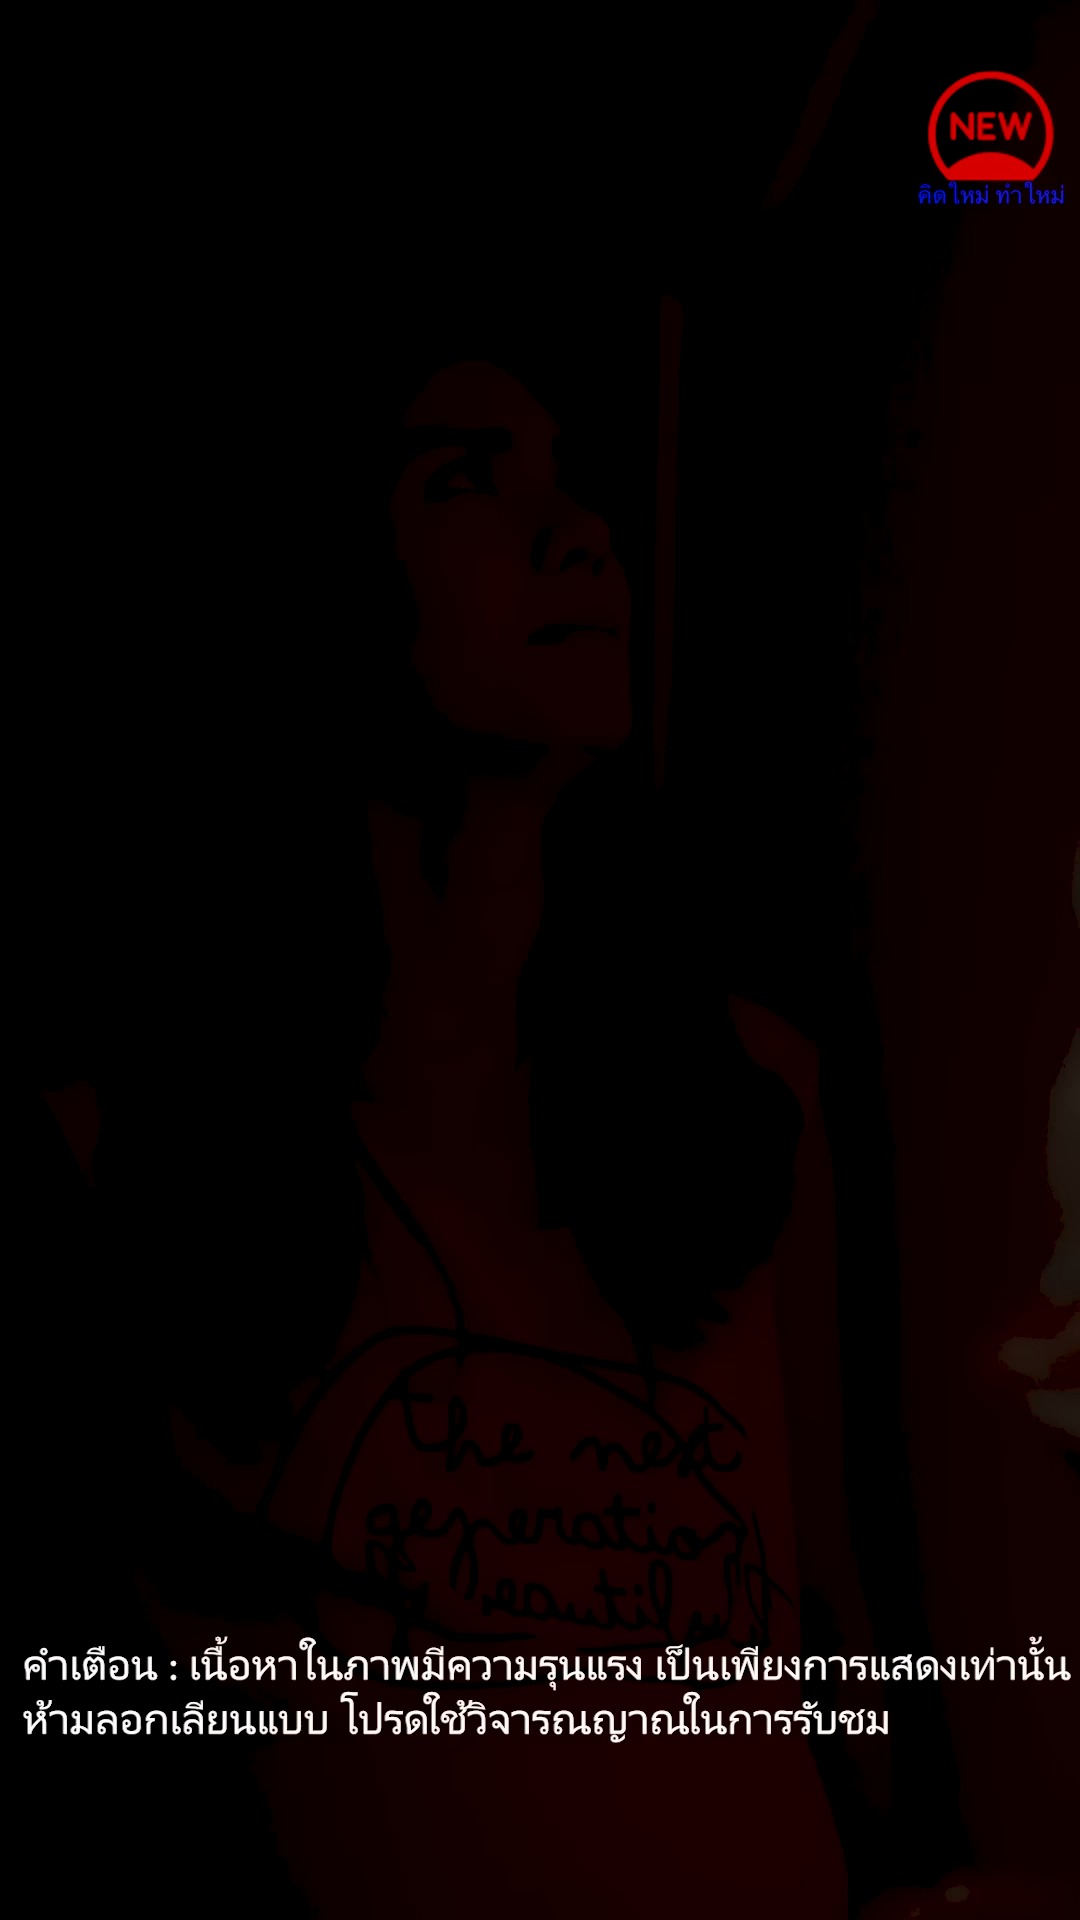 NEW
คิดใหม่ ทำใหม่
the next
generation
คำเตือน : เนื้อหาในภาพมีความรุนแรง เป็นเพียงการแสดงเท่านั้น
ห้ามลอกเลียนแบบ โปรดใช้วิจารณญาณในการรับชม